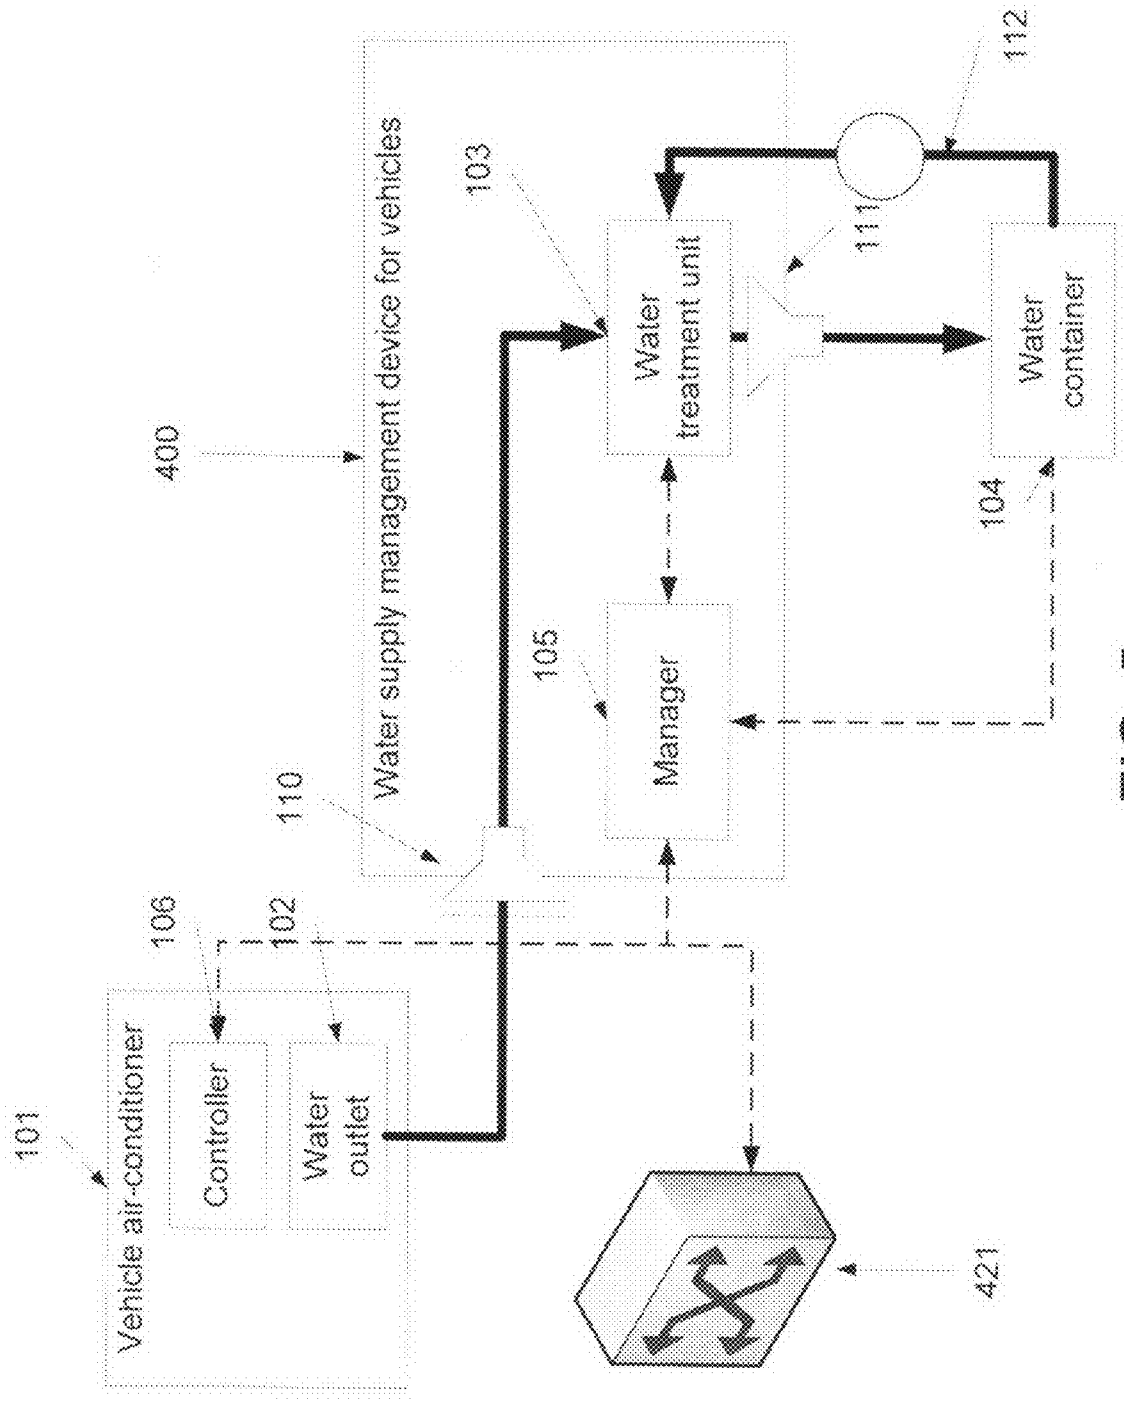 101
Vehicle air-conditioner
106
Controller
102
Water
outlet
110
400
Water supply management device for vehicles
103
105
Manager
Water
treatment unit
111
112
104
Water
container
421